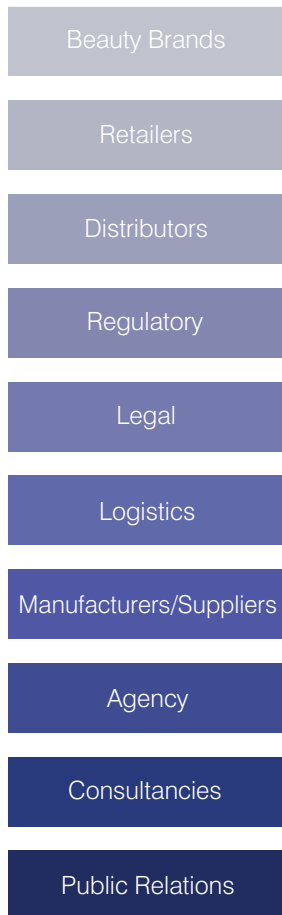 Beauty Brands
Retailers
Distributors
Regulatory
Legal
Logistics
Manufacturers/Suppliers
Agency
Consultancies
Public Relations